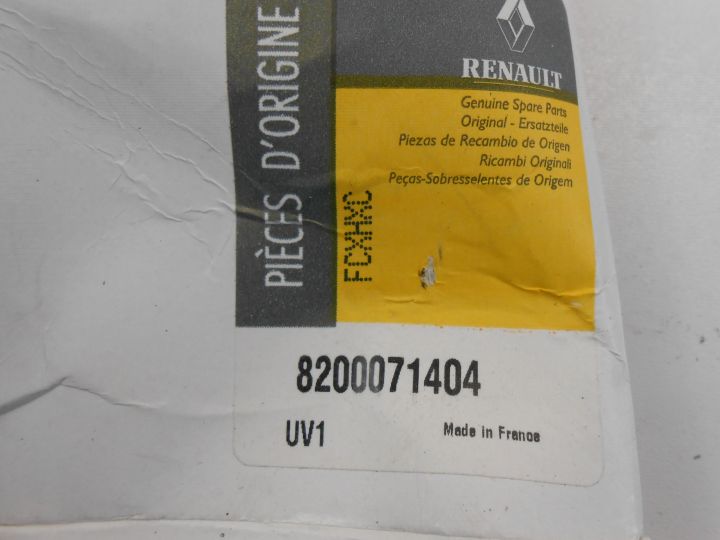 PIÈCES D'ORIGINE
RENAULT
Genuine Spare Parts
Original - Ersatzteile
Piezas de Recambio de Origen
Ricambi Originali
Peças-Sobresselentes de Origem
FCXHXC
8200071404
UV1
Made in France